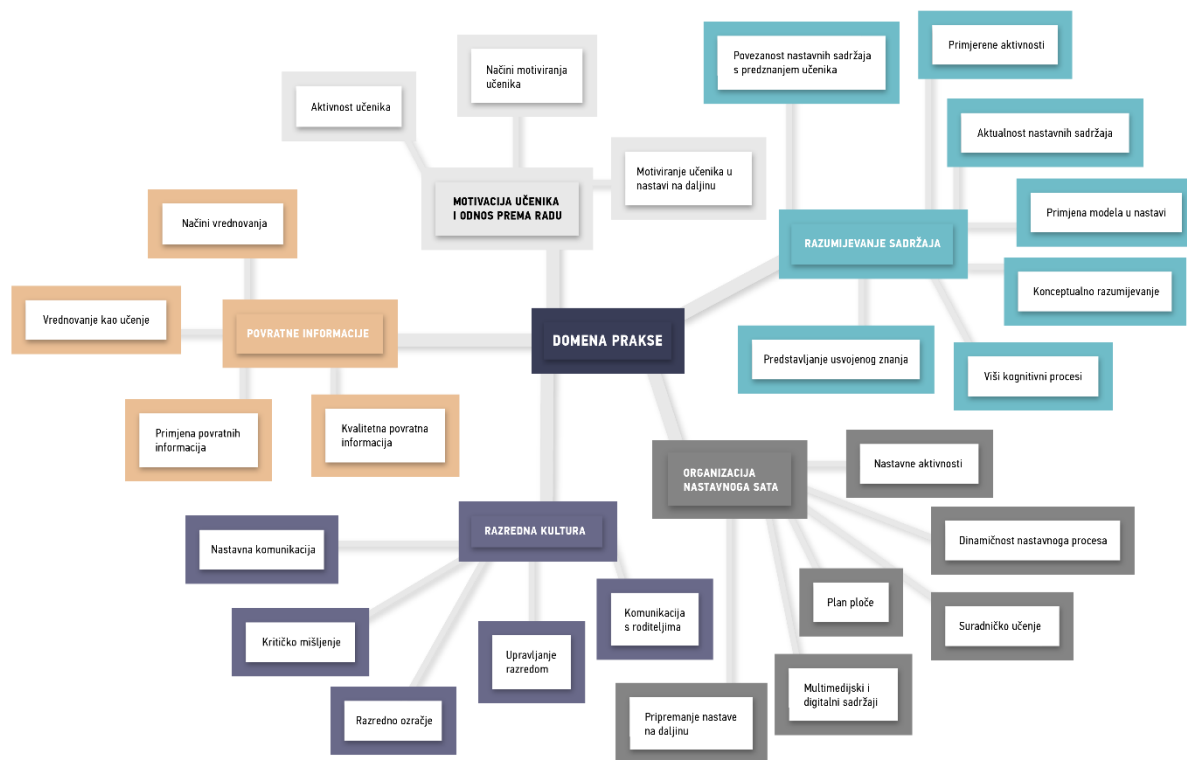 Načini motiviranja
učenika
Aktivnost učenika
Motiviranje učenika u
nastavi na daljinu
MOTIVACIJA UČENIKA
I ODNOS PREMA RADU
Povezanost nastavnih sadržaja
s predznanjem učenika
Primjerene aktivnosti
Aktualnost nastavnih sadržaja
Primjena modela u nastavi
RAZUMIJEVANJE SADRŽAJA
Konceptualno razumijevanje
Predstavljanje usvojenog znanja
Viši kognitivni procesi
Načini vrednovanja
Vrednovanje kao učenje
POVRATNE INFORMACIJE
Primjena povratnih
informacija
Kvalitetna povratna
informacija
DOMENA PRAKSE
ORGANIZACIJA
NASTAVNOGA SATA
Nastavne aktivnosti
Dinamičnost nastavnoga procesa
Plan ploče
Suradničko učenje
Multimedijski i
digitalni sadržaji
Pripremanje nastave
na daljinu
RAZREDNA KULTURA
Nastavna komunikacija
Kritičko mišljenje
Razredno ozračje
Upravljanje
razredom
Komunikacija
s roditeljima